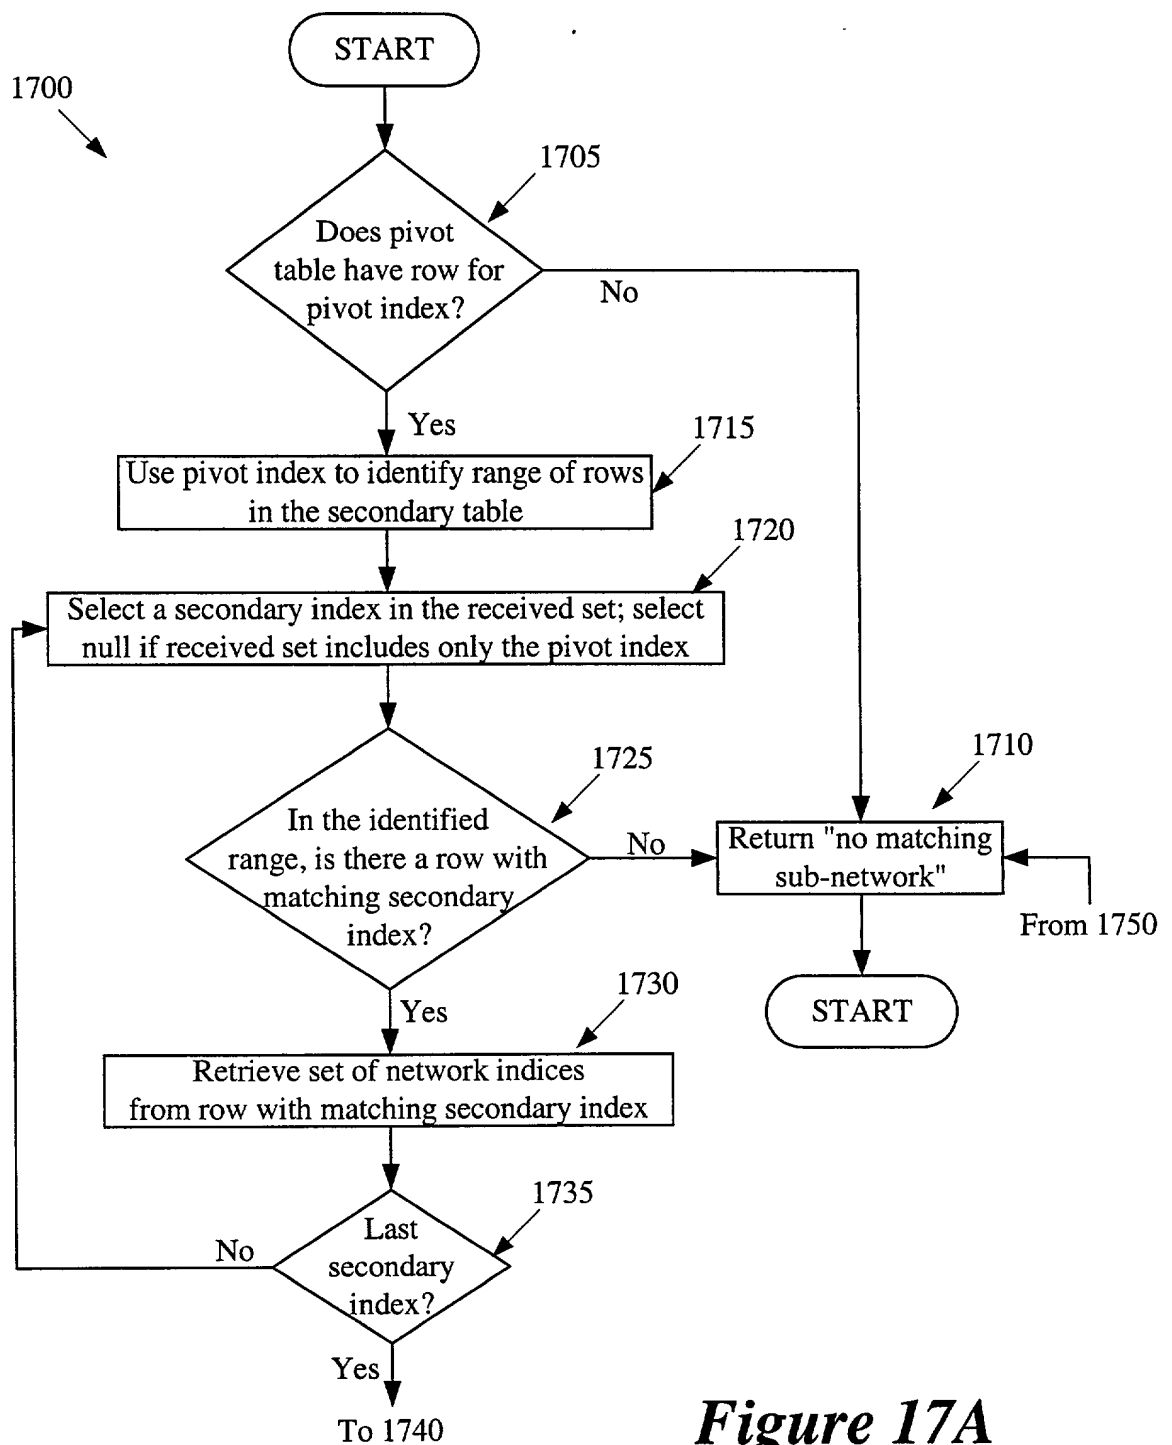 START
1700
1705
Does pivot
table have row for
pivot index?
No
Yes
1715
Use pivot index to identify range of rows
in the secondary table
1720
Select a secondary index in the received set; select
null if received set includes only the pivot index
1725
In the identified
range, is there a row with
matching secondary
index?
No
1710
Return "no matching
sub-network"
From 1750
START
Yes
1730
Retrieve set of network indices
from row with matching secondary index
1735
Last
secondary
index?
No
Yes
To 1740
Figure 17A